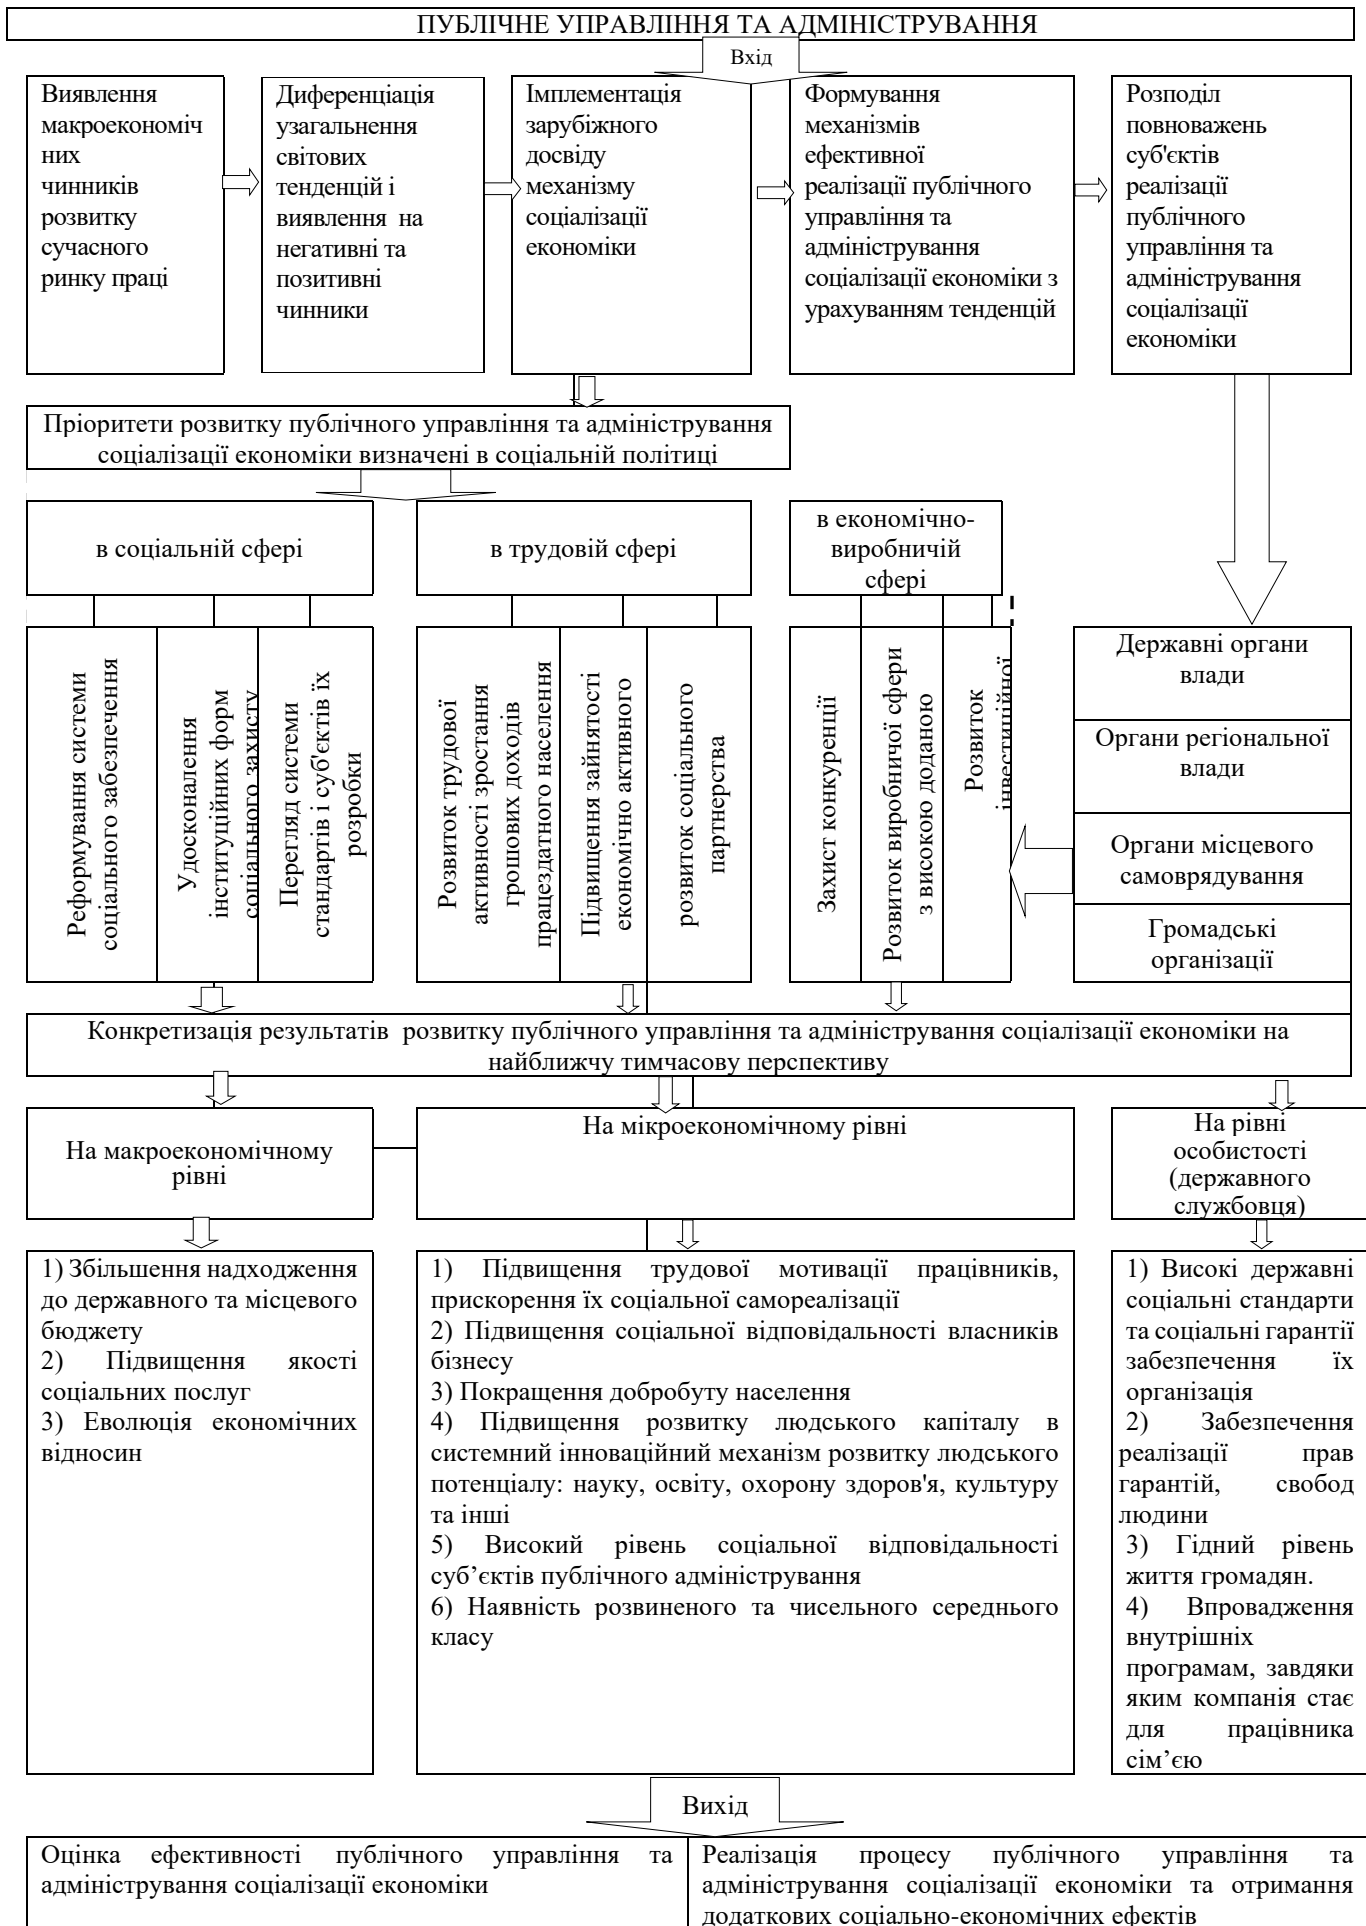 ПУБЛІЧНЕ УПРАВЛІННЯ ТА АДМІНІСТРУВАННЯ
Вхід
Виявлення
макроекономіч
них
чинників
розвитку
сучасного
ринку праці
Диференціація
узагальнення
світових
тенденцій і
виявлення на
негативні та
позитивні
чинники
Імплементація
зарубіжного
досвіду
механізму
соціалізації
економіки
Формування
механізмів
ефективної
реалізації публічного
управління та
адміністрування
соціалізації економіки з
урахуванням тенденцій
Розподіл
повноважень
суб'єктів
реалізації
публічного
управління та
адміністрування
соціалізації
економіки
Пріоритети розвитку публічного управління та адміністрування
соціалізації економіки визначені в соціальній політиці
в соціальній сфері
в трудовій сфері
в економічно-
виробничій
сфері
Реформування системи
соціального забезпечення
Удосконалення
інституційних форм
соціального захисту
Перегляд системи
стандартів і суб'єктів їх
розробки
Розвиток трудової
активності зростання
грошових доходів
працездатного населення
Підвищення зайнятості
економічно активного
розвиток соціального
партнерства
Захист конкуренції
Розвиток виробничої сфери
з високою доданою
Розвиток
інвестиційної
Державні органи
влади
Органи регіональної
влади
Органи місцевого
самоврядування
Громадські
організації
Конкретизація результатів розвитку публічного управління та адміністрування соціалізації економіки на
найближчу тимчасову перспективу
На макроекономічному
рівні
На мікроекономічному рівні
На рівні
особистості
(державного
службовця)
1) Збільшення надходження
до державного та місцевого
бюджету
2) Підвищення якості
соціальних послуг
3) Еволюція економічних
відносин
1) Підвищення трудової мотивації працівників,
прискорення їх соціальної самореалізації
2) Підвищення соціальної відповідальності власників
бізнесу
3) Покращення добробуту населення
4) Підвищення розвитку людського капіталу в
системний інноваційний механізм розвитку людського
потенціалу: науку, освіту, охорону здоров'я, культуру
та інші
5) Високий рівень соціальної відповідальності
суб’єктів публічного адміністрування
6) Наявність розвиненого та чисельного середнього
класу
1) Високі державні
соціальні стандарти
та соціальні гарантії
забезпечення їх
організація
2) Забезпечення
реалізації прав
гарантій, свобод
людини
3) Гідний рівень
життя громадян.
4) Впровадження
внутрішніх
програмам, завдяки
яким компанія стає
для працівника
сім’єю
Вихід
Оцінка ефективності публічного управління та
адміністрування соціалізації економіки
Реалізація процесу публічного управління та
адміністрування соціалізації економіки та отримання
додаткових соціально-економічних ефектів